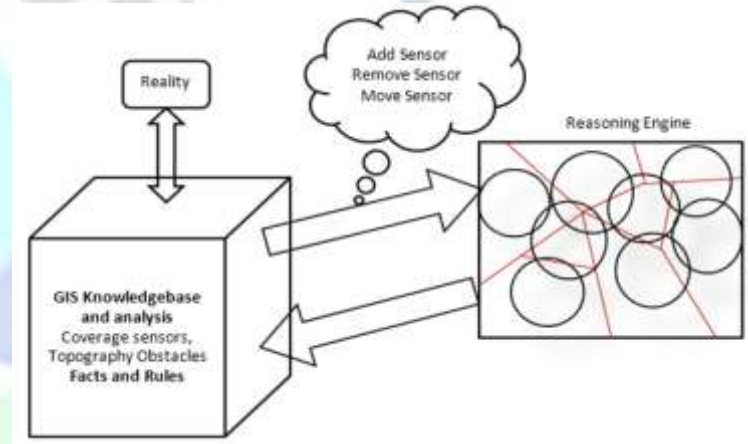 Add Sensor
Remove Sensor
Move Sensor
Reality
Reasoning Engine
GIS Knowledgebase
and analysis
Coverage sensors,
Topography Obstacles
Facts and Rules